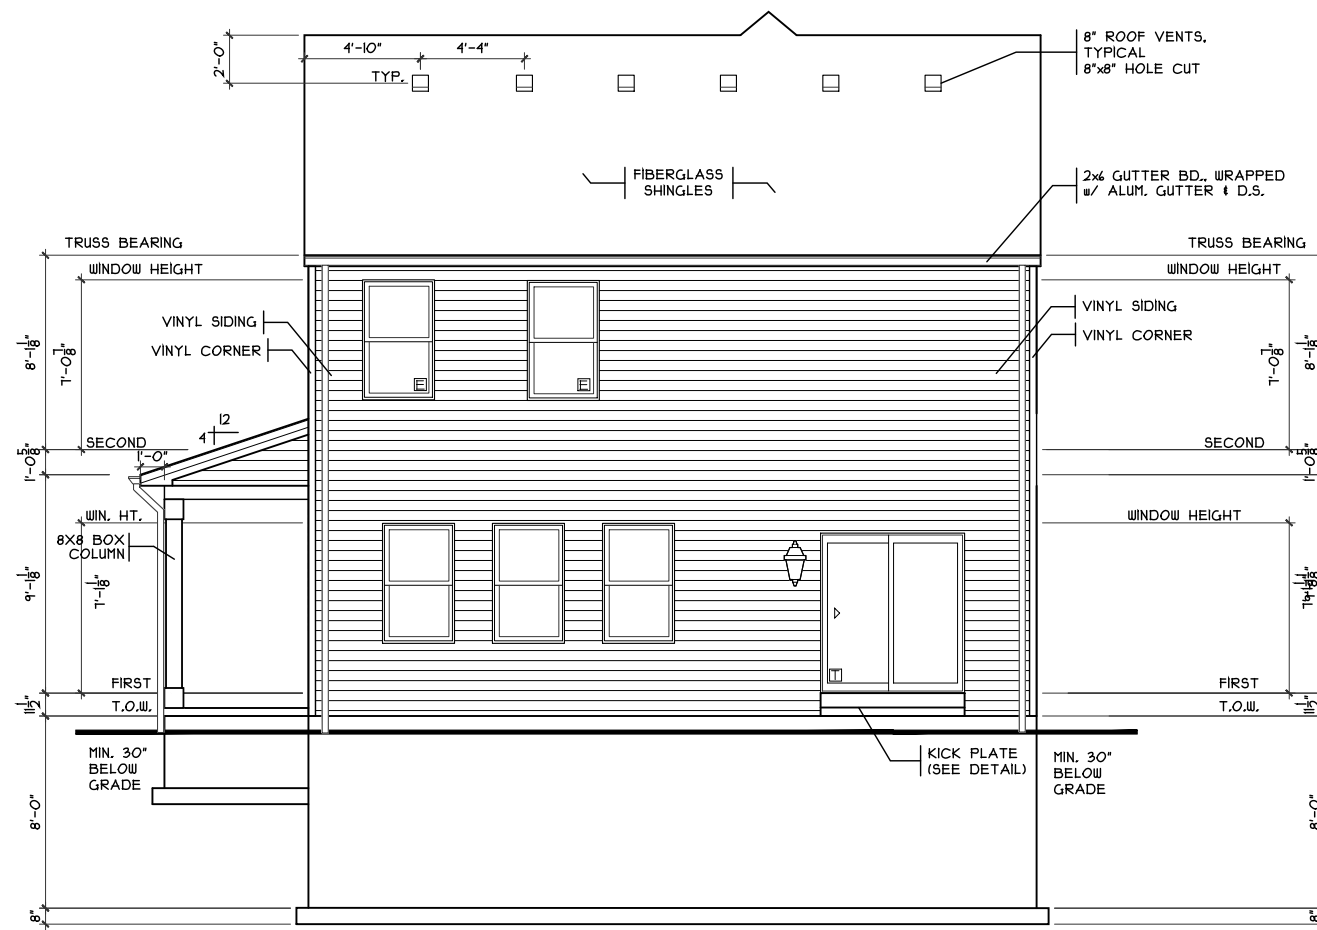 8" ROOF VENTS,
TYPICAL
8"x8" HOLE CUT
4'-10"
4'-4"
2'-0"
TYP.
FIBERGLASS
SHINGLES
2x6 GUTTER BD., WRAPPED
w/ ALUM. GUTTER & D.S.
TRUSS BEARING
TRUSS BEARING
WINDOW HEIGHT
WINDOW HEIGHT
VINYL SIDING
VINYL SIDING
VINYL CORNER
VINYL CORNER
8'-1 1/8"
7'-0 7/8"
7'-0 7/8"
8'-1 1/8"
E
E
12
4
SECOND
SECOND
1'-0"
1'-0 5/8"
1'-0 5/8"
WIN. HT.
WINDOW HEIGHT
8X8 BOX
COLUMN
9'-1 1/8"
7'-1 1/8"
T
FIRST
FIRST
T.O.W.
T.O.W.
11 1/2"
11 1/2"
MIN. 30"
BELOW
GRADE
KICK PLATE
(SEE DETAIL)
MIN. 30"
BELOW
GRADE
8'-0"
8'-0"
8"
8"